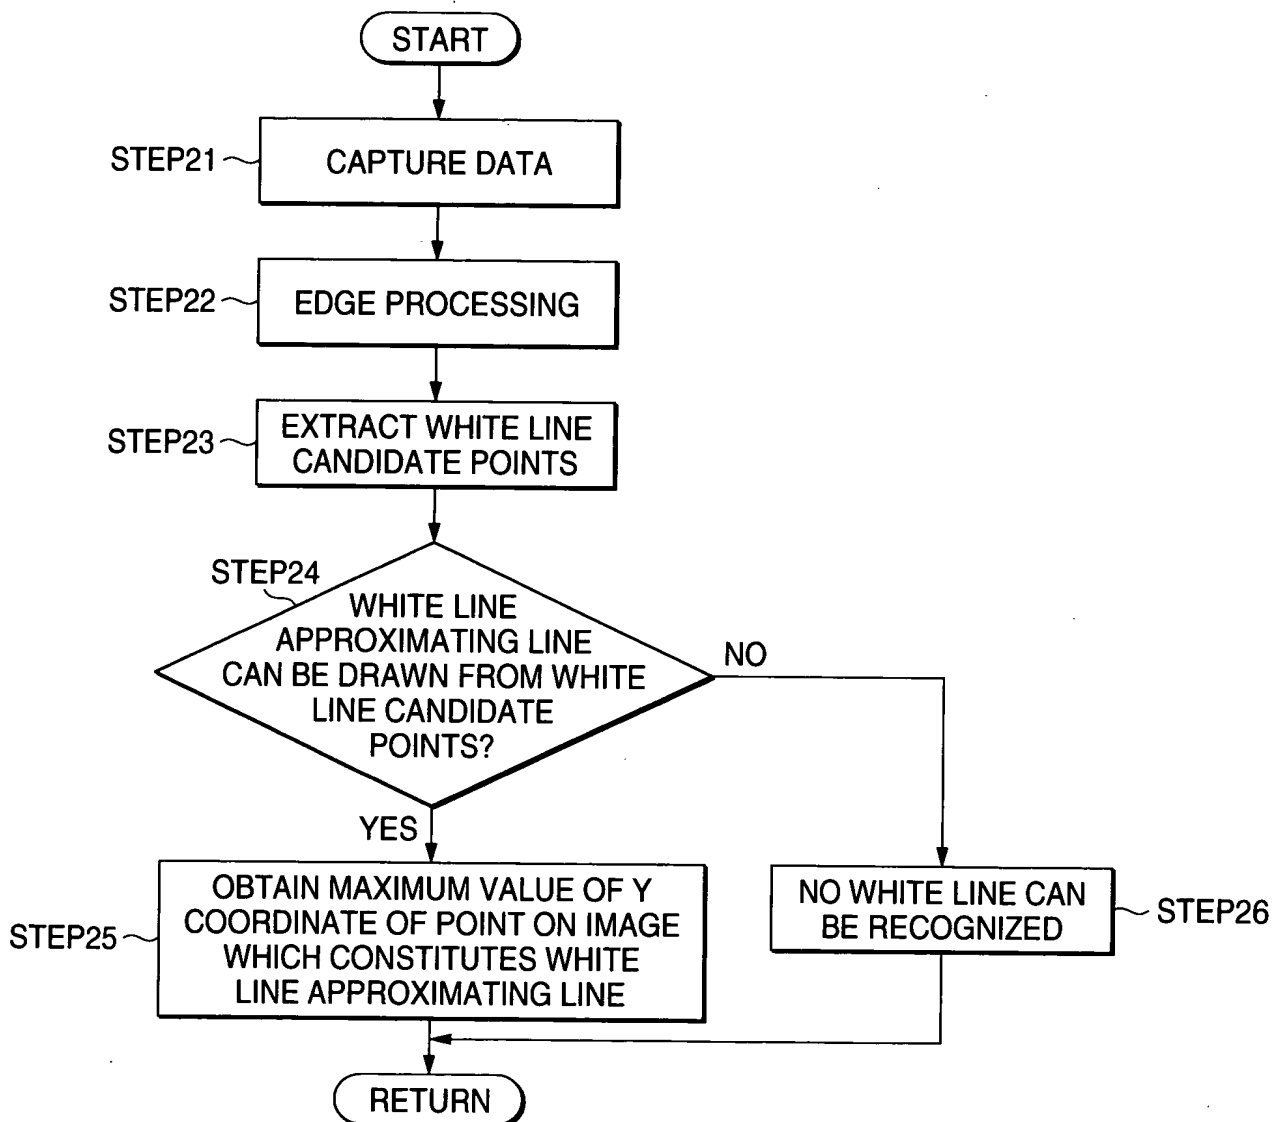 START
STEP21
CAPTURE DATA
STEP22
EDGE PROCESSING
STEP23
EXTRACT WHITE LINE
CANDIDATE POINTS
STEP24
WHITE LINE
APPROXIMATING LINE
CAN BE DRAWN FROM WHITE
LINE CANDIDATE
POINTS?
NO
YES
STEP25
OBTAIN MAXIMUM VALUE OF Y
COORDINATE OF POINT ON IMAGE
WHICH CONSTITUTES WHITE
LINE APPROXIMATING LINE
NO WHITE LINE CAN
BE RECOGNIZED
STEP26
RETURN